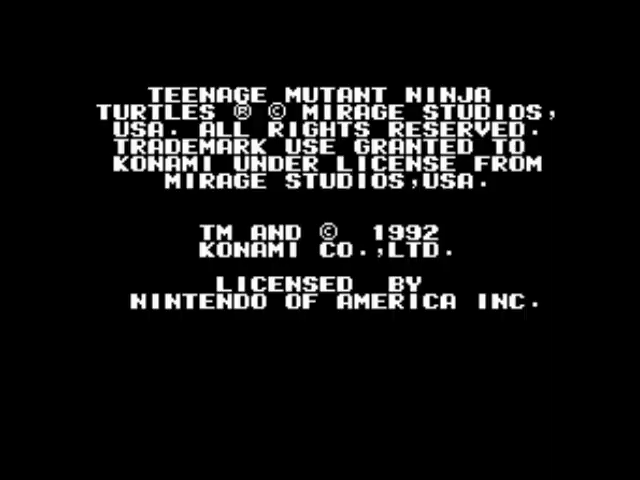 TEENAGE MUTANT NINJA
TURTLES ® © MIRAGE STUDIOS,
USA. ALL RIGHTS RESERVED.
TRADEMARK USE GRANTED TO
KONAMI UNDER LICENSE FROM
MIRAGE STUDIOS,USA.
TM AND © 1992
KONAMI CO.,LTD.
LICENSED BY
NINTENDO OF AMERICA INC.